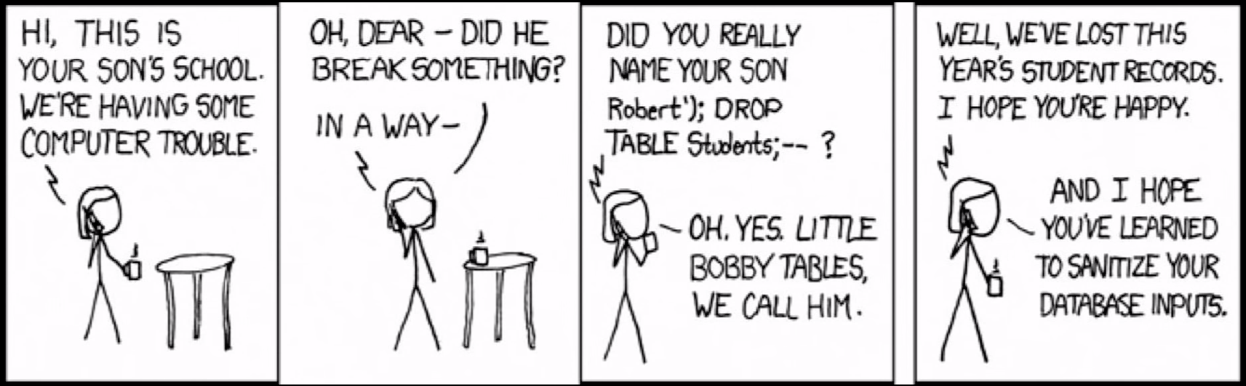 HI, THIS IS
YOUR SON'S SCHOOL.
WE'RE HAVING SOME
COMPUTER TROUBLE.
OH, DEAR – DID HE
BREAK SOMETHING?
IN A WAY–
DID YOU REALLY
NAME YOUR SON
Robert'); DROP
TABLE Students;-- ?
OH. YES. LITTLE
BOBBY TABLES,
WE CALL HIM.
WELL, WE'VE LOST THIS
YEAR'S STUDENT RECORDS.
I HOPE YOU'RE HAPPY.
AND I HOPE
YOU'VE LEARNED
TO SANITIZE YOUR
DATABASE INPUTS.